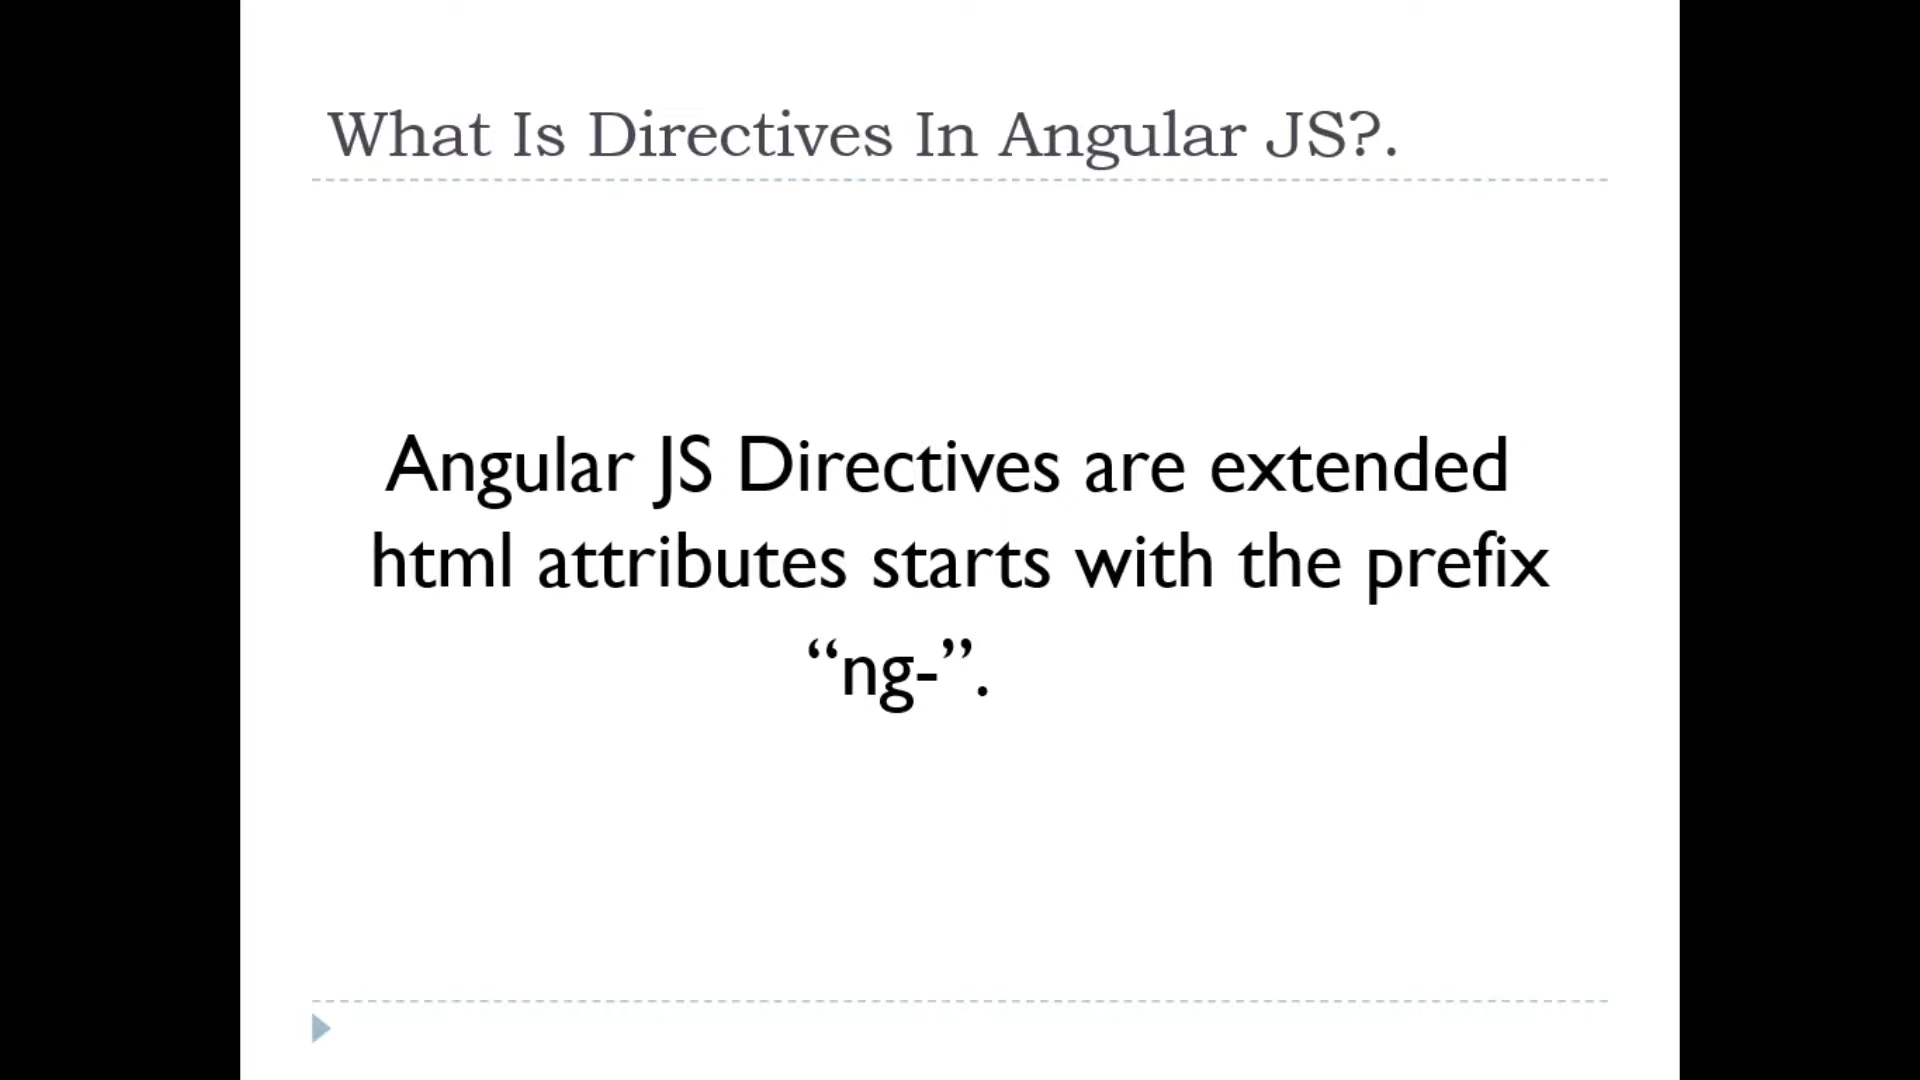 What Is Directives In Angular JS?.
Angular JS Directives are extended
html attributes starts with the prefix
“ng-”.